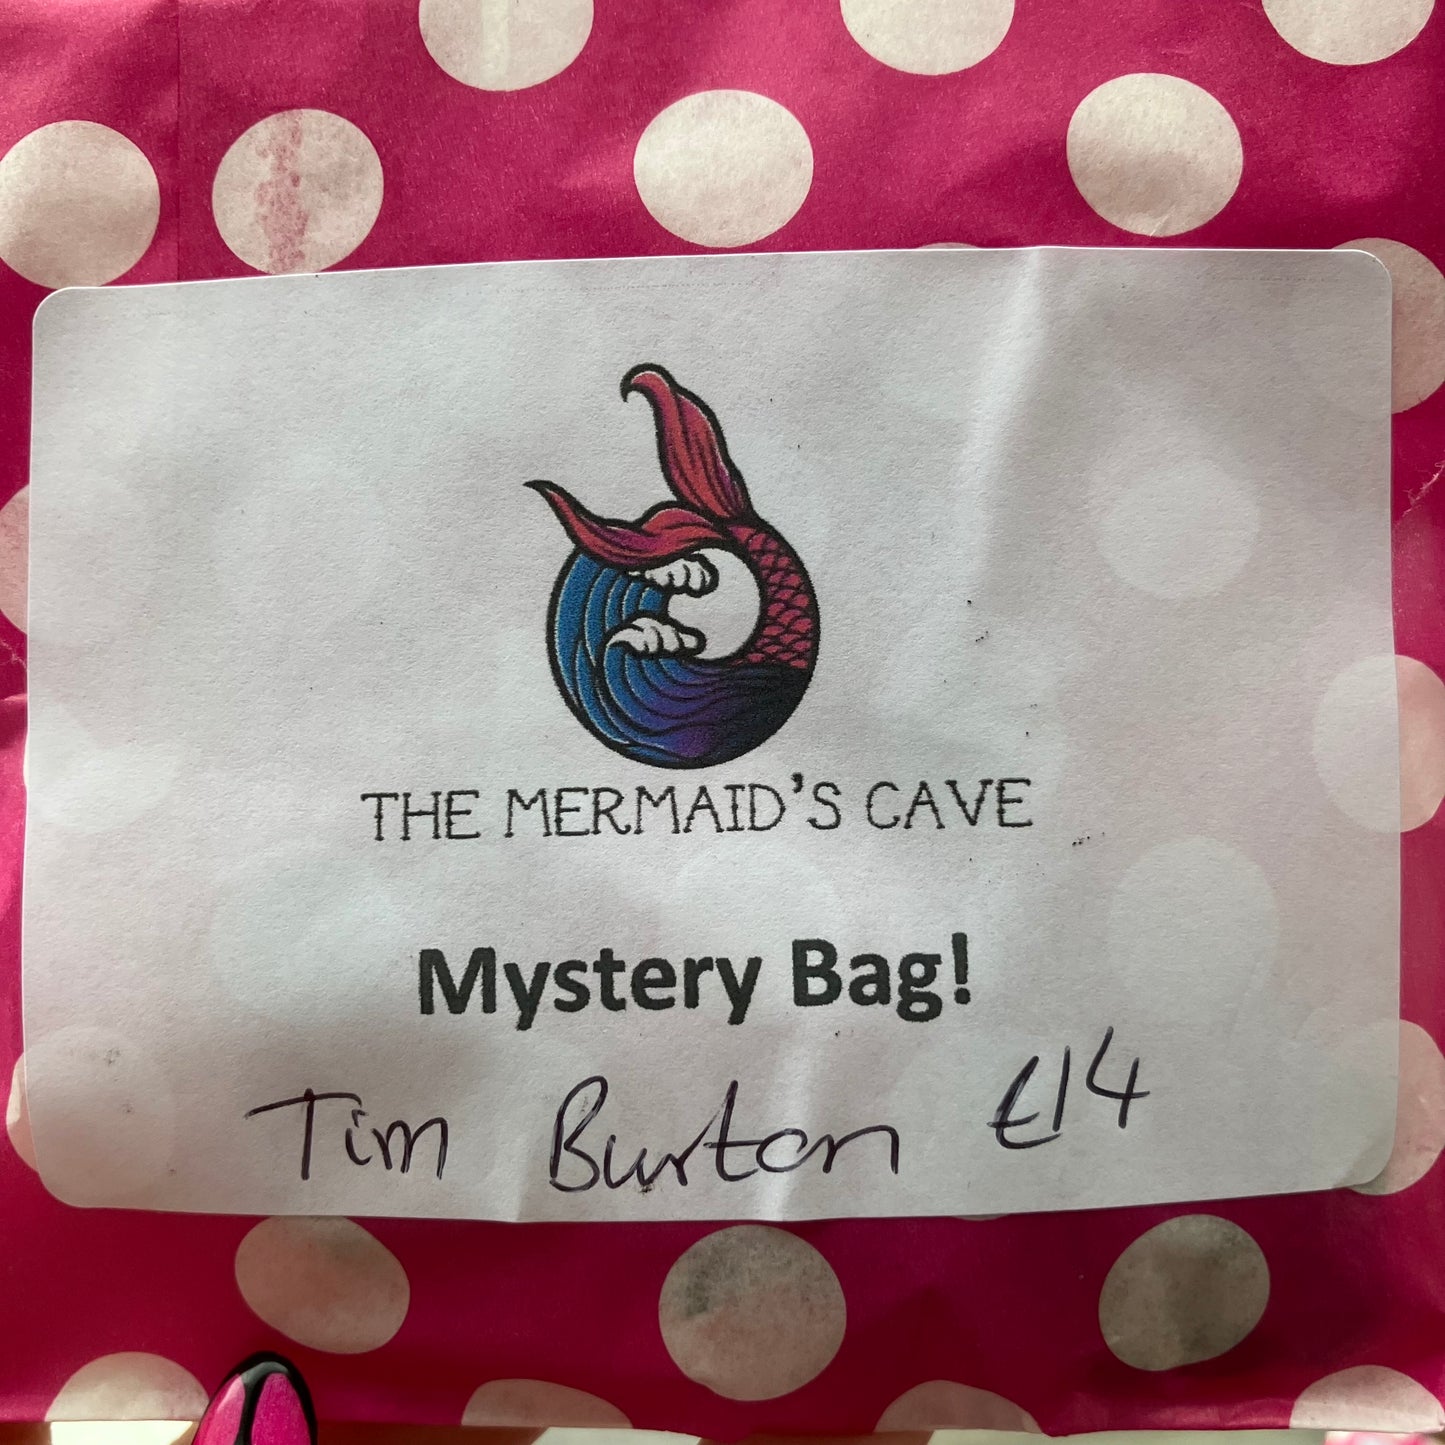 THE MERMAID'S CAVE
Mystery Bag!
Tim Burton £14